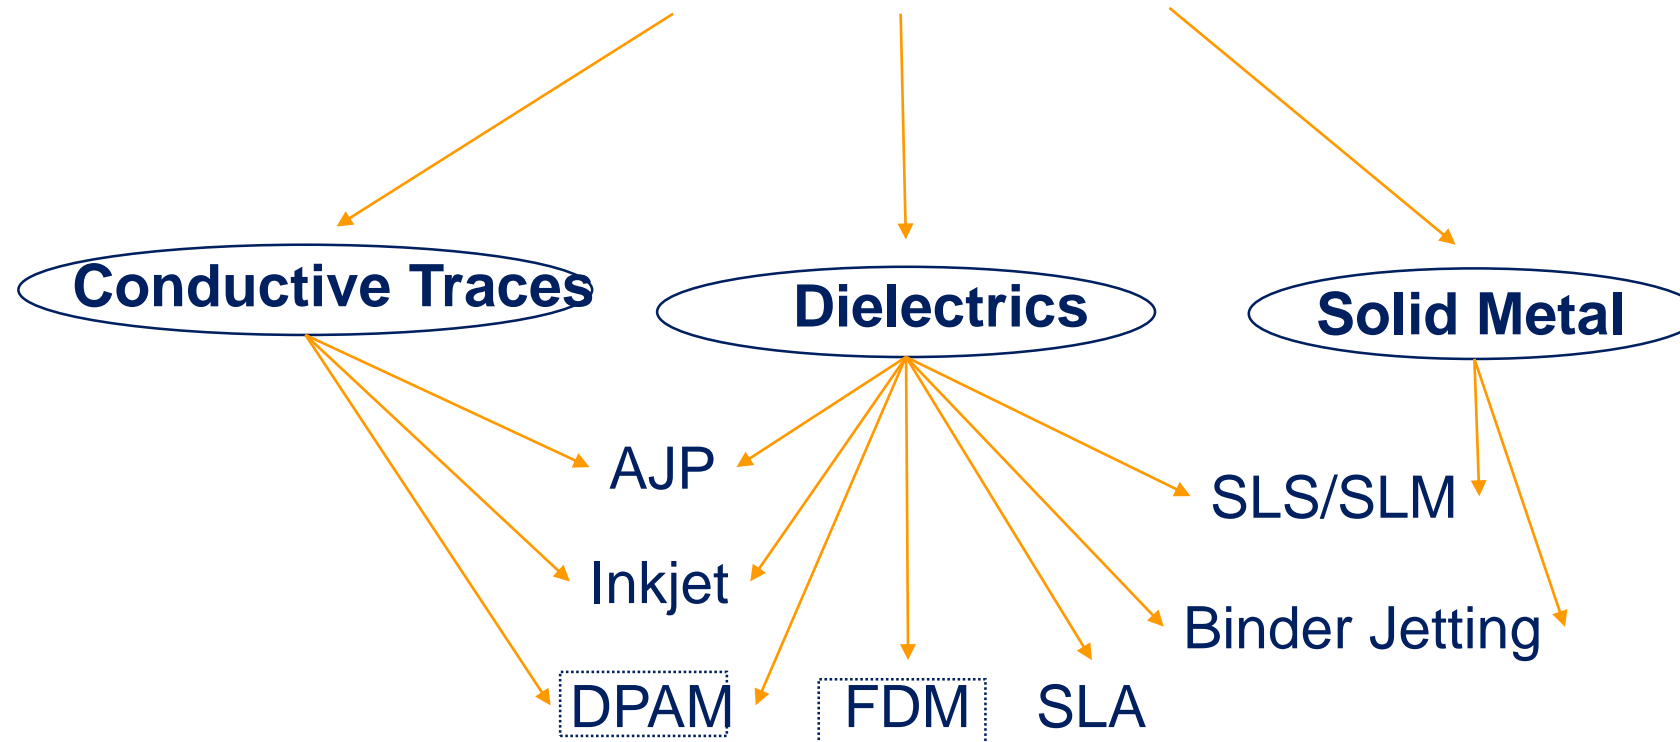 Conductive Traces
Dielectrics
Solid Metal
AJP
SLS/SLM
Inkjet
Binder Jetting
DPAM
FDM
SLA